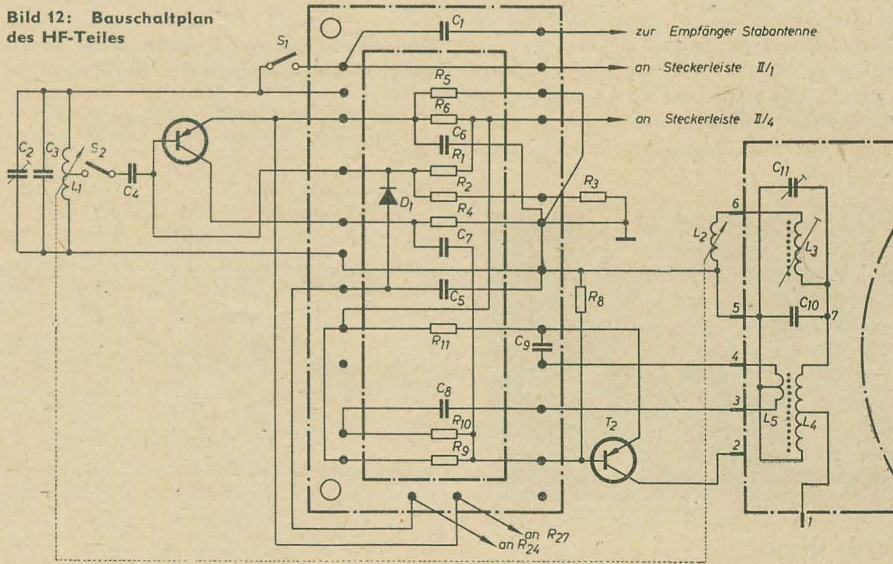 Bild 12: Bauschaltplan
des HF-Teiles
S1
C1
zur Empfänger Stabantenne
an Steckerleiste II/1
R5
R6
an Steckerleiste II/4
C6
C2
C3
S2
L1
C4
R1
R2
R3
D1
R4
C7
C5
R8
R11
C9
C8
R10
R9
T2
an R27
an R24
C11
6
L2
L3
5
C10
7
4
3
L5
L4
2
1